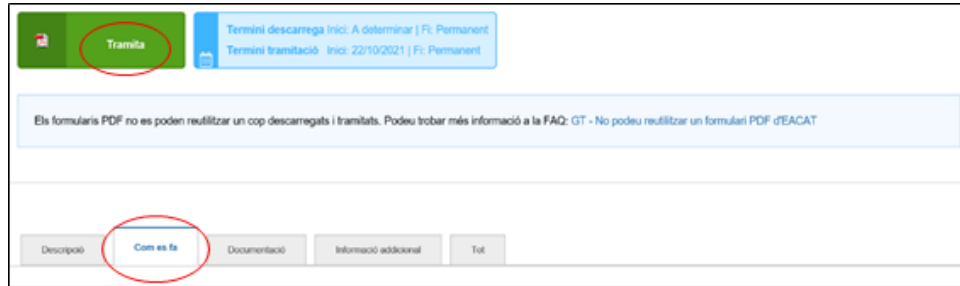 Tramita
Termini descarrega Inici: A determinar | Fi: Permanent
Termini tramitació Inici: 22/10/2021 | Fi: Permanent
Els formularis PDF no es poden reutilitzar un cop descarregats i tramitats. Podeu trobar més informació a la FAQ: GT - No podeu reutilitzar un formulari PDF d'EACAT
Descripció Com es fa Documentació Informació addicional Tot